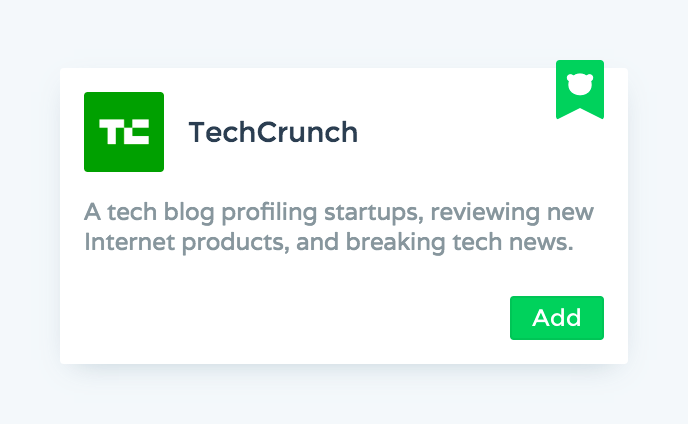 TC
TechCrunch
A tech blog profiling startups, reviewing new
Internet products, and breaking tech news.
Add